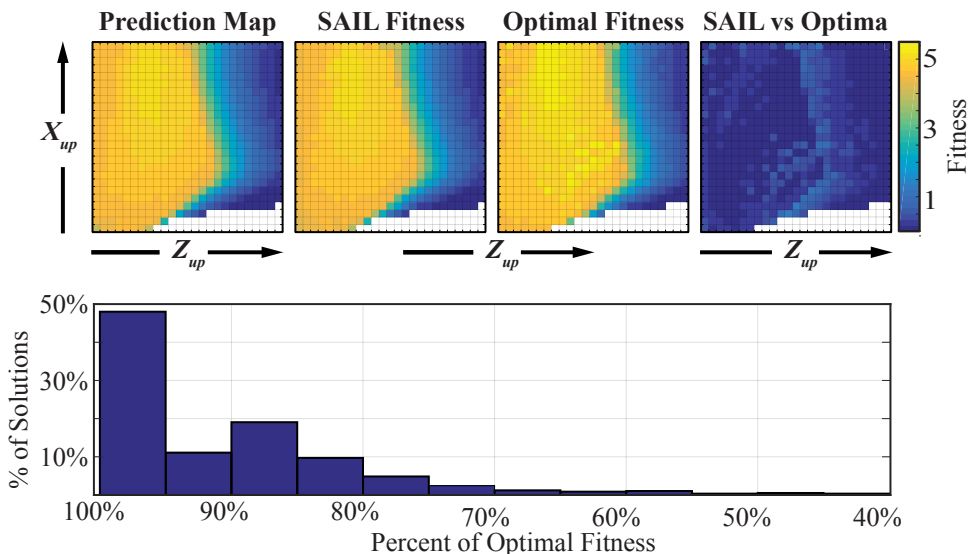 Prediction Map SAIL Fitness Optimal Fitness SAIL vs Optima
X_up
5
3
1
Fitness
Z_up Z_up Z_up
50%
30%
10%
% of Solutions
100% 90% 80% 70% 60% 50% 40%
Percent of Optimal Fitness